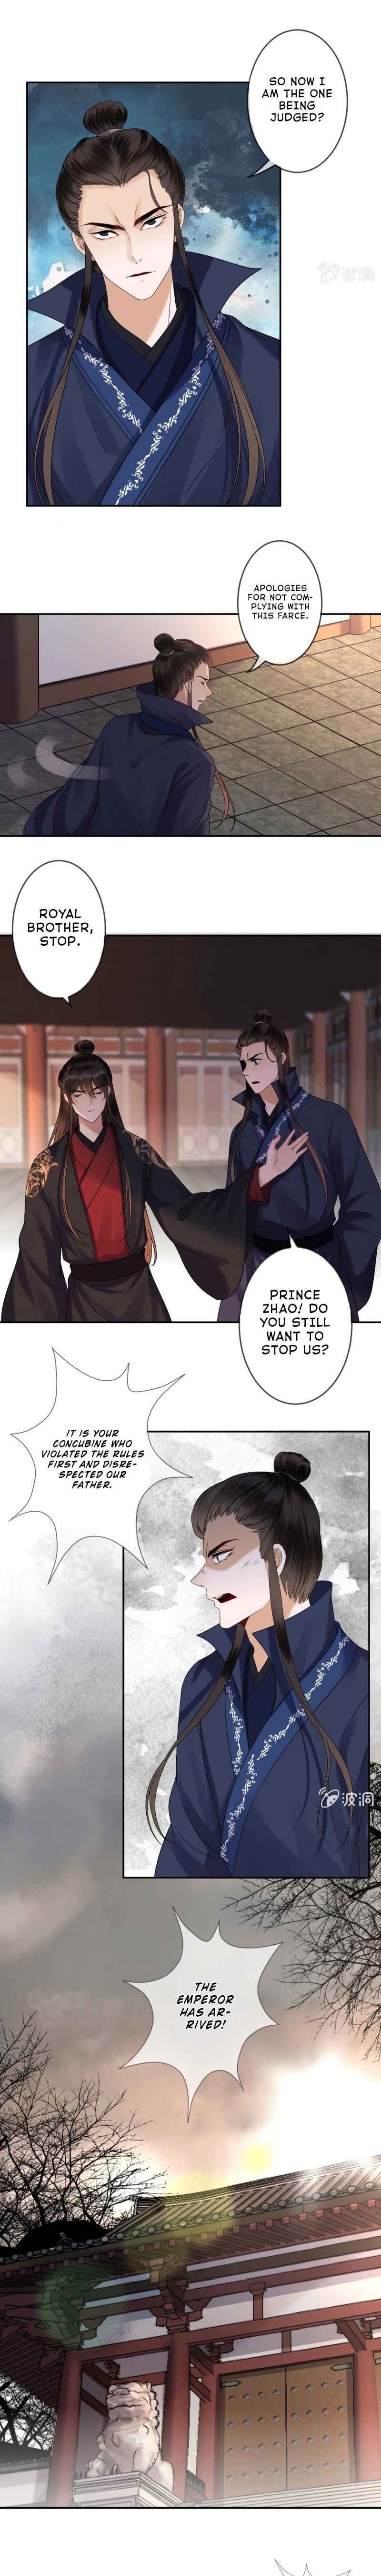 SO NOW I
AM THE ONE
BEING
JUDGED?
波洞
APOLOGIES
FOR NOT COM-
PLYING WITH
THIS FARCE.
ROYAL
BROTHER,
STOP.
PRINCE
ZHAO! DO
YOU STILL
WANT TO
STOP US?
IT IS YOUR
CONCUBINE WHO
VIOLATED THE RULES
FIRST AND DISRE-
SPECTED OUR
FATHER.
波洞
THE
EMPEROR
HAS AR-
RIVED!